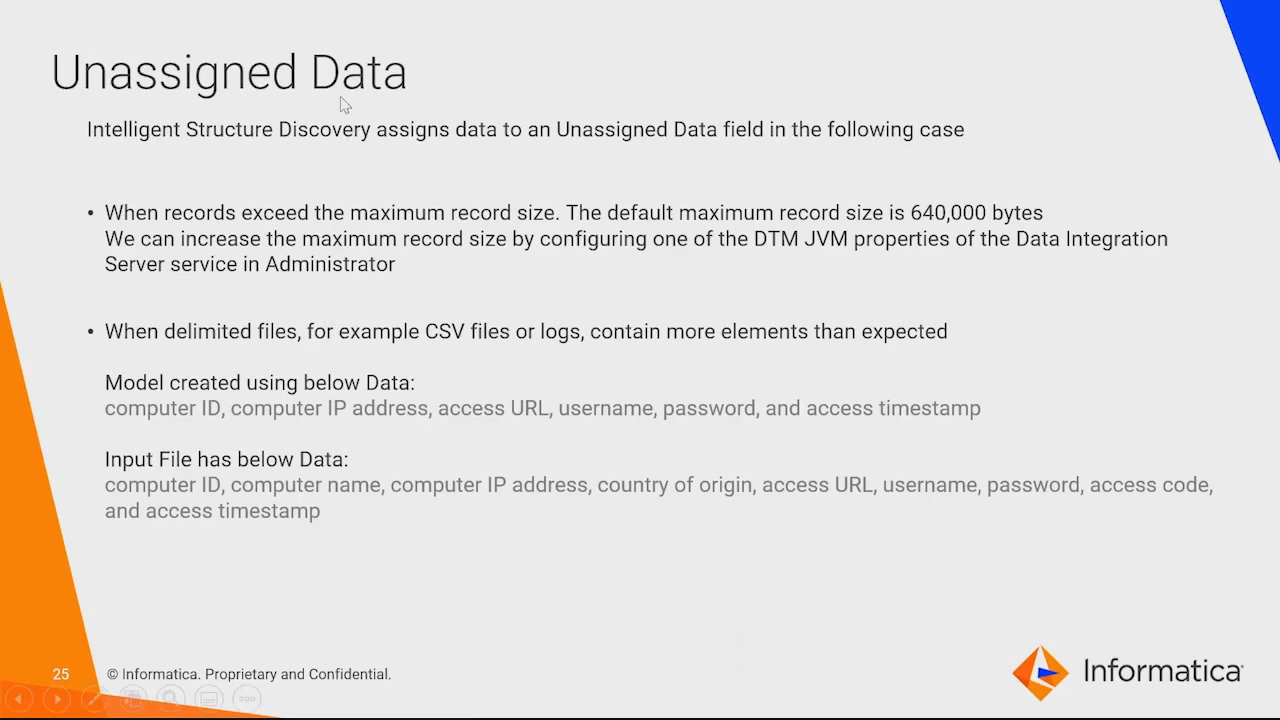 Unassigned Data
Intelligent Structure Discovery assigns data to an Unassigned Data field in the following case
• When records exceed the maximum record size. The default maximum record size is 640,000 bytes
We can increase the maximum record size by configuring one of the DTM JVM properties of the Data Integration
Server service in Administrator
• When delimited files, for example CSV files or logs, contain more elements than expected
Model created using below Data:
computer ID, computer IP address, access URL, username, password, and access timestamp
Input File has below Data:
computer ID, computer name, computer IP address, country of origin, access URL, username, password, access code,
and access timestamp
25 © Informatica. Proprietary and Confidential.
Informatica